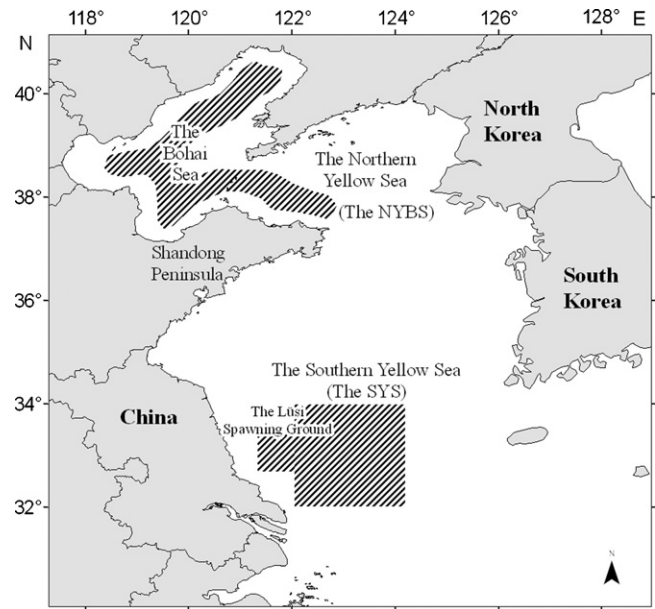 118° 120° 122° 124° 126° 128° E
N
40°
38°
36°
34°
32°
North
Korea
The
Bohai
Sea
The Northern
Yellow Sea
(The NYBS)
Shandong
Peninsula
South
Korea
The Southern Yellow Sea
(The SYS)
China
The Lusi
Spawning Ground
N